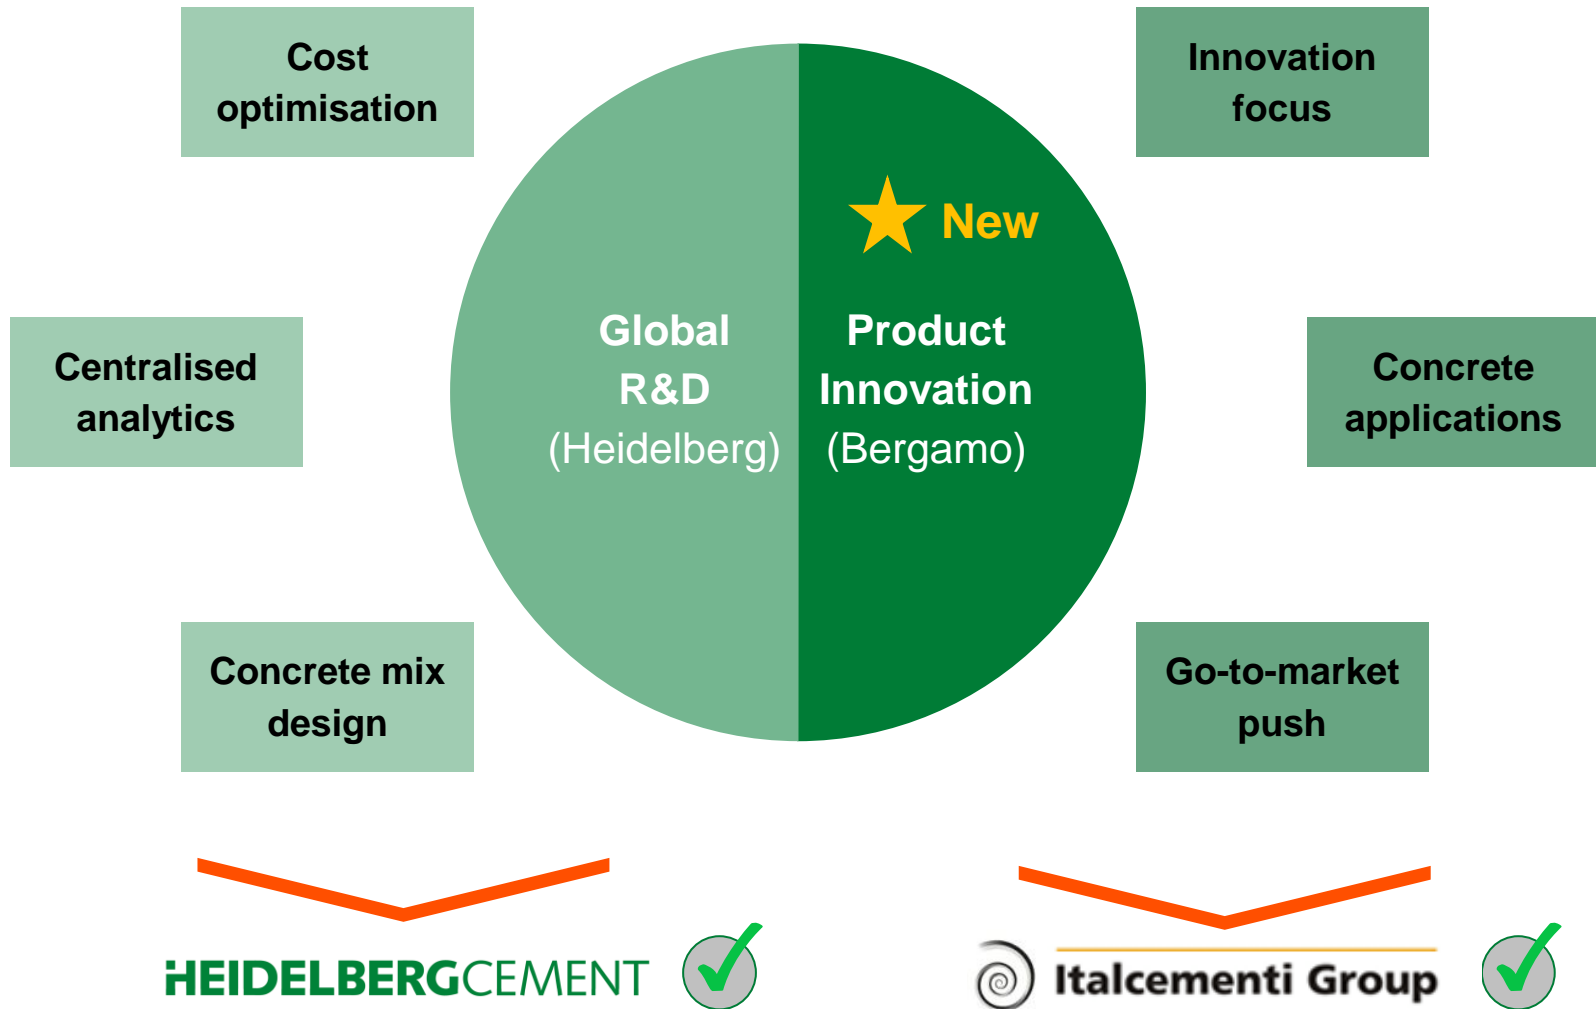 Cost
optimisation
Innovation
focus
New
Global
R&D
(Heidelberg)
Product
Innovation
(Bergamo)
Centralised
analytics
Concrete
applications
Concrete mix
design
Go-to-market
push
HEIDELBERGCEMENT
Italcementi Group